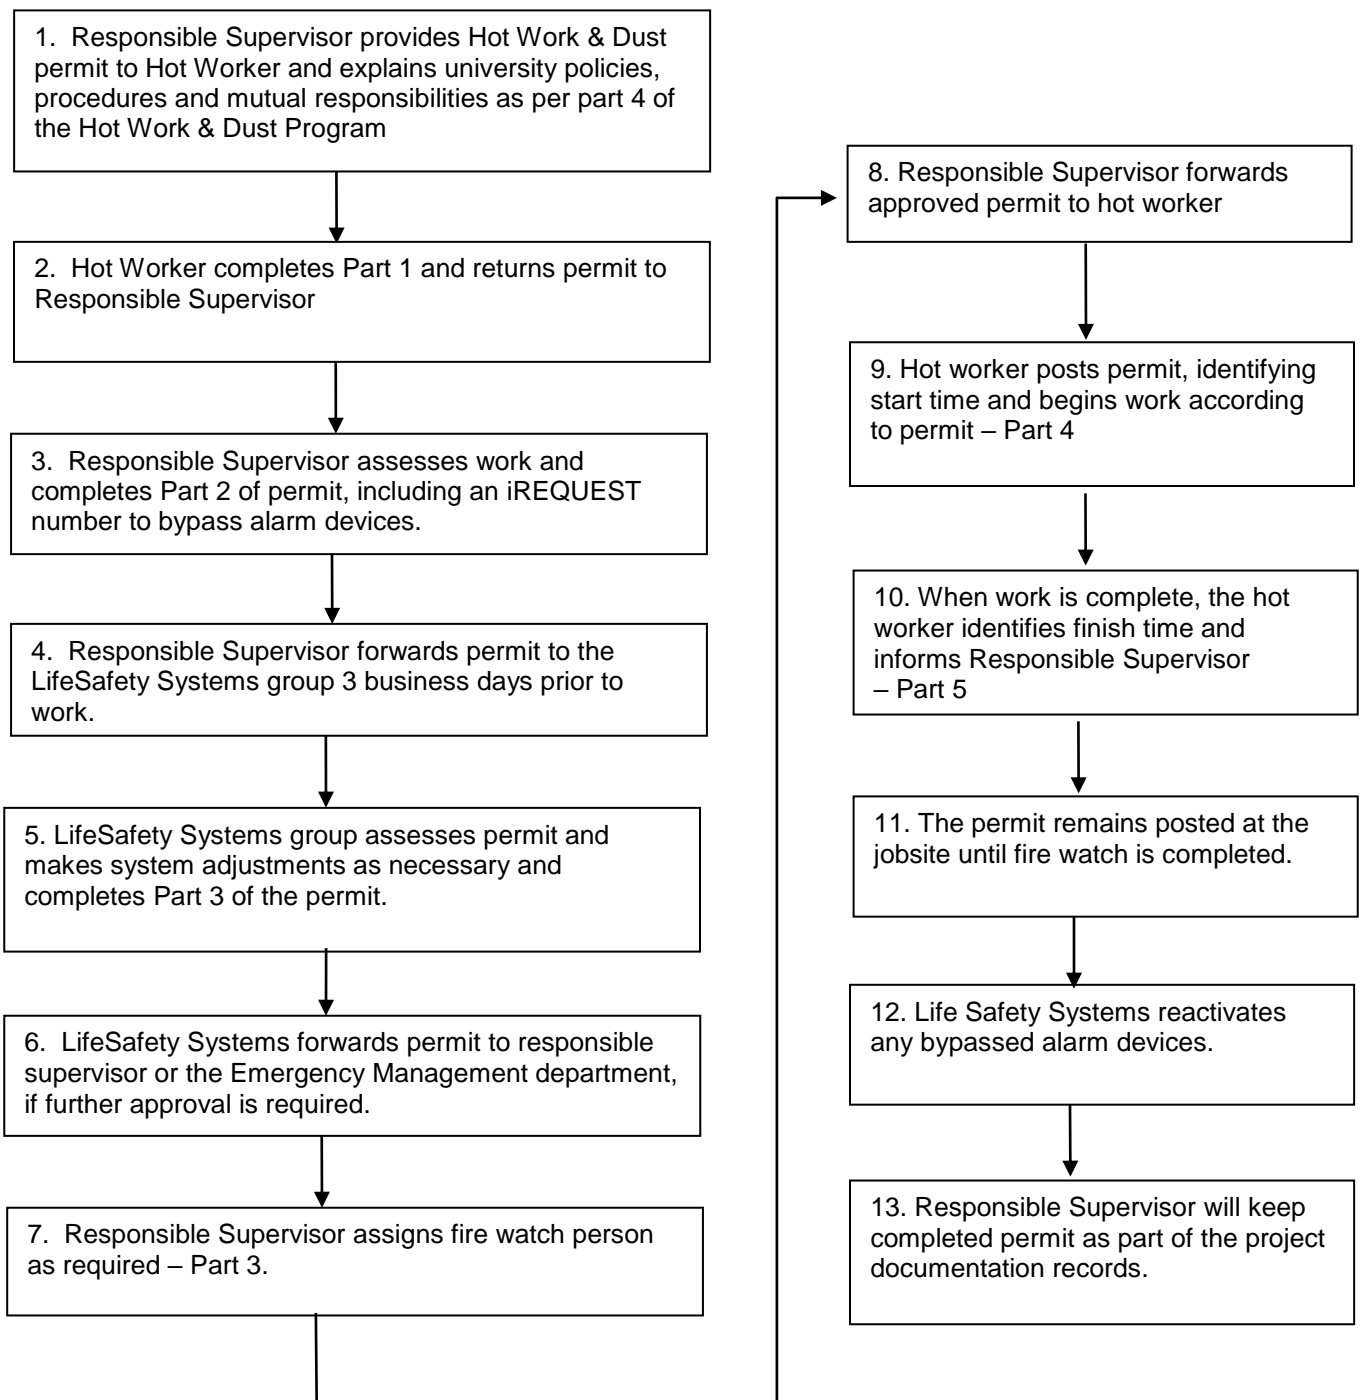 1.  Responsible Supervisor provides Hot Work & Dust
permit to Hot Worker and explains university policies,
procedures and mutual responsibilities as per part 4 of
the Hot Work & Dust Program
2.  Hot Worker completes Part 1 and returns permit to
Responsible Supervisor
3.  Responsible Supervisor assesses work and
completes Part 2 of permit, including an iREQUEST
number to bypass alarm devices.
4.  Responsible Supervisor forwards permit to the
LifeSafety Systems group 3 business days prior to
work.
5. LifeSafety Systems group assesses permit and
makes system adjustments as necessary and
completes Part 3 of the permit.
6.  LifeSafety Systems forwards permit to responsible
supervisor or the Emergency Management department,
if further approval is required.
7.  Responsible Supervisor assigns fire watch person
as required – Part 3.
8. Responsible Supervisor forwards
approved permit to hot worker
9. Hot worker posts permit, identifying
start time and begins work according
to permit – Part 4
10. When work is complete, the hot
worker identifies finish time and
informs Responsible Supervisor
– Part 5
11. The permit remains posted at the
jobsite until fire watch is completed.
12. Life Safety Systems reactivates
any bypassed alarm devices.
13. Responsible Supervisor will keep
completed permit as part of the project
documentation records.